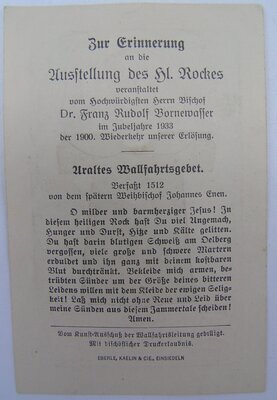 Zur Erinnerung
an die
Ausstellung des Hl. Rockes
veranstaltet
vom Hochwürdigsten Herrn Bischof
Dr. Franz Rudolf Bornewasser
im Jubeljahre 1933
der 1900. Wiederkehr unserer Erlösung.
Uraltes Wallfahrtsgebet.
Verfaßt 1512
von dem spätern Weihbischof Johannes Enen.
O milder und barmherziger Jesus! In
diesem heiligen Rock hast Du viel Ungemach,
Hunger und Durst, Hitze und Kälte gelitten.
Du hast darin blutigen Schweiß am Oelberg
vergossen, viele große und schwere Martern
erduldet und ihn ganz mit deinem kostbaren
Blut durchtränkt. Bekleide mich armen, be-
trübten Sünder um der Größe deines bitteren
Leidens willen mit dem Kleide der ewigen Selig-
keit! Laß mich nicht ohne Reue und Leid über
meine Sünden aus diesem Jammertale scheiden!
Amen.
Vom Kunst-Ausschuß der Wallfahrtsleitung gebilligt.
Mit bischöflicher Druckerlaubnis.
EBERLE, KAELIN & CIE., EINSIEDELN